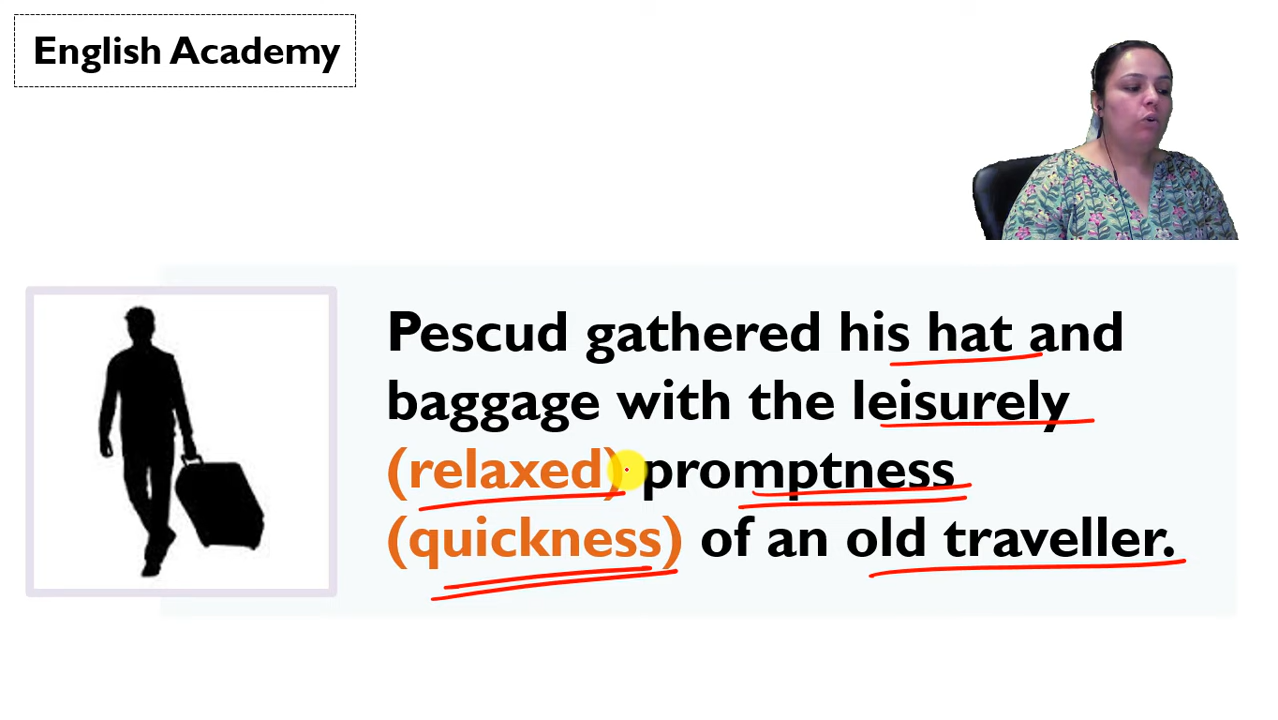 English Academy
Pescud gathered his hat and
baggage with the leisurely
(relaxed) promptness
(quickness) of an old traveller.